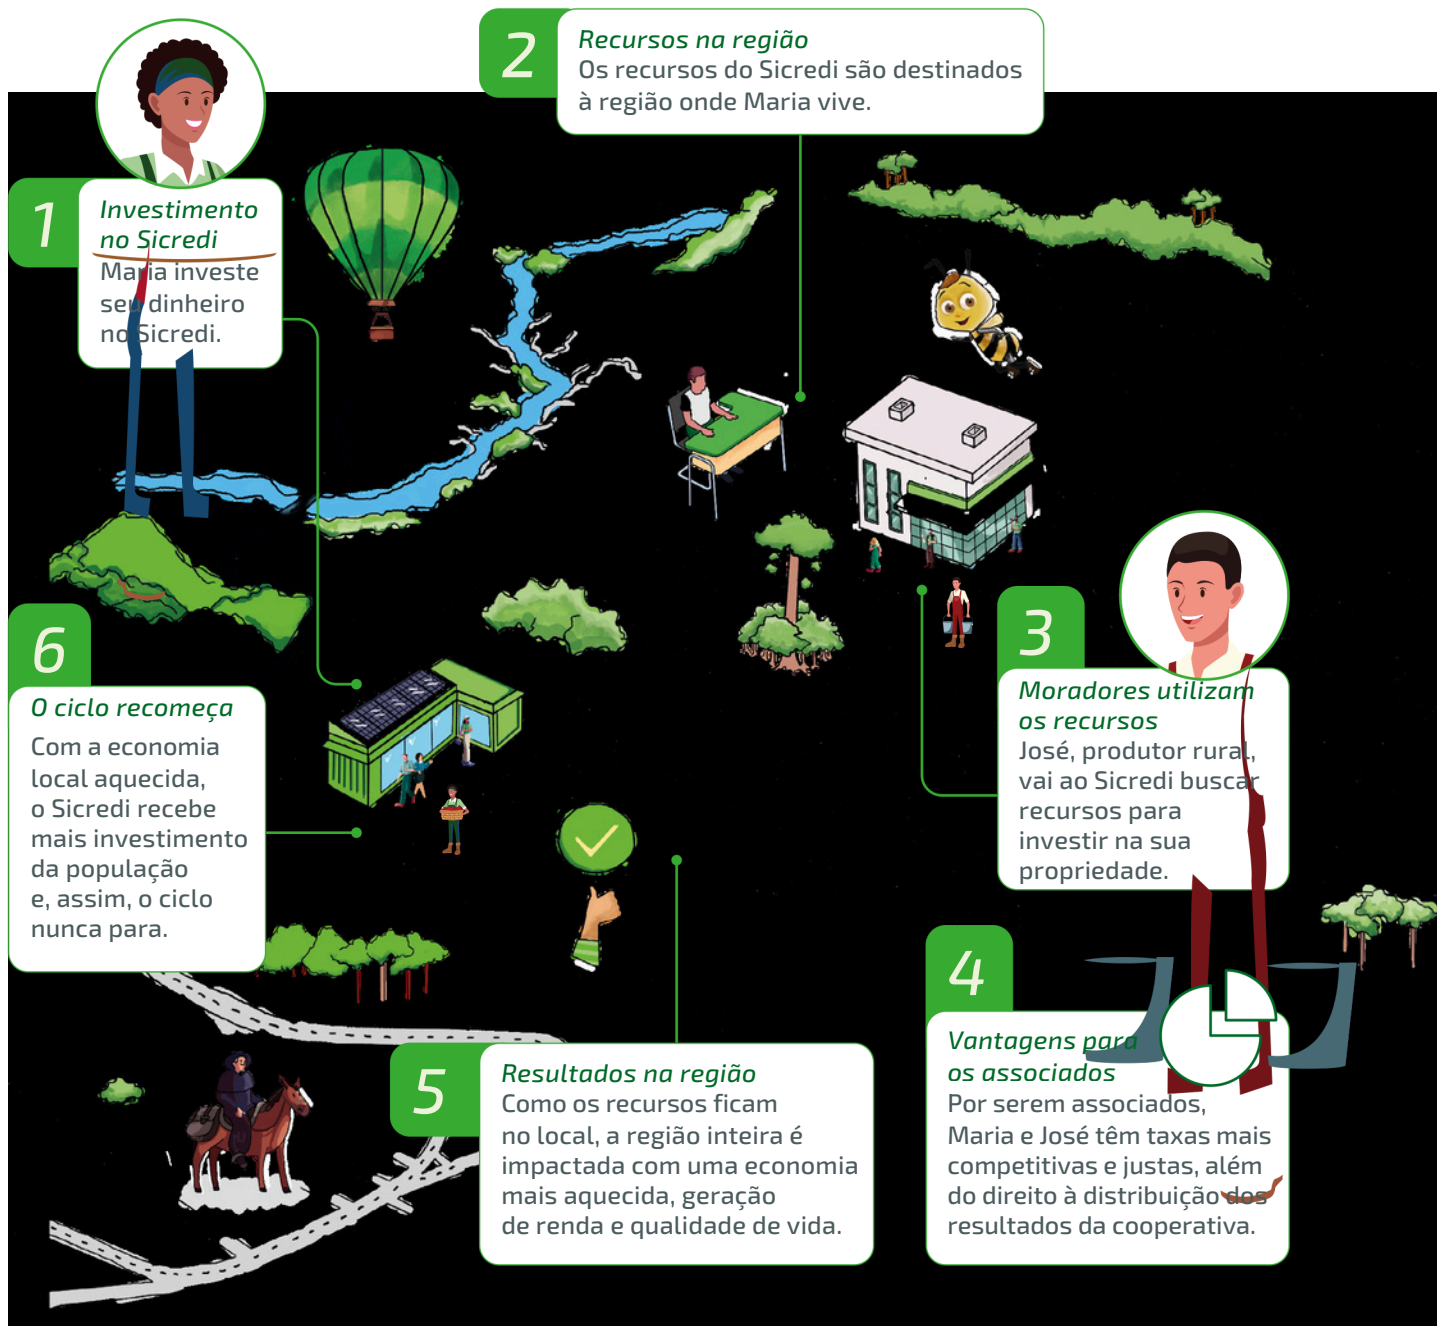 1
Investimento
no Sicredi
Maria investe
seu dinheiro
no Sicredi.
2
Recursos na região
Os recursos do Sicredi são destinados
à região onde Maria vive.
3
Moradores utilizam
os recursos
José, produtor rural,
vai ao Sicredi buscar
recursos para
investir na sua
propriedade.
4
Vantagens para
os associados
Por serem associados,
Maria e José têm taxas mais
competitivas e justas, além
do direito à distribuição dos
resultados da cooperativa.
5
Resultados na região
Como os recursos ficam
no local, a região inteira é
impactada com uma economia
mais aquecida, geração
de renda e qualidade de vida.
6
O ciclo recomeça
Com a economia
local aquecida,
o Sicredi recebe
mais investimento
da população
e, assim, o ciclo
nunca para.